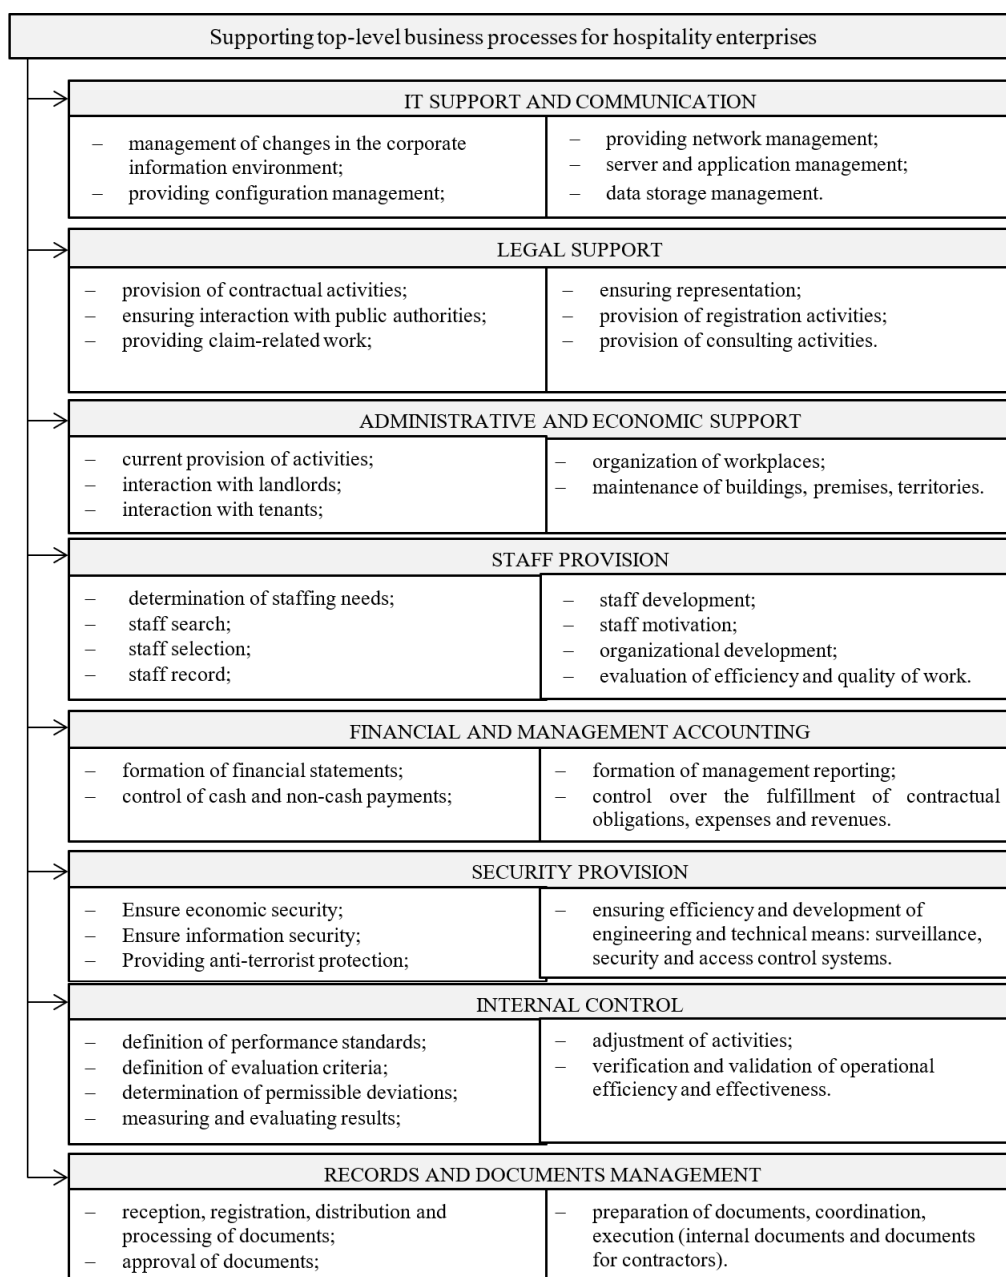 Supporting top-level business processes for hospitality enterprises
IT SUPPORT AND COMMUNICATION
– management of changes in the corporate
information environment;
– providing configuration management;
– providing network management;
– server and application management;
– data storage management.
LEGAL SUPPORT
– provision of contractual activities;
– ensuring interaction with public authorities;
– providing claim-related work;
– ensuring representation;
– provision of registration activities;
– provision of consulting activities.
ADMINISTRATIVE AND ECONOMIC SUPPORT
– current provision of activities;
– interaction with landlords;
– interaction with tenants;
– organization of workplaces;
– maintenance of buildings, premises, territories.
STAFF PROVISION
– determination of staffing needs;
– staff search;
– staff selection;
– staff record;
– staff development;
– staff motivation;
– organizational development;
– evaluation of efficiency and quality of work.
FINANCIAL AND MANAGEMENT ACCOUNTING
– formation of financial statements;
– control of cash and non-cash payments;
– formation of management reporting;
– control over the fulfillment of contractual
obligations, expenses and revenues.
SECURITY PROVISION
– Ensure economic security;
– Ensure information security;
– Providing anti-terrorist protection;
– ensuring efficiency and development of
engineering and technical means: surveillance,
security and access control systems.
INTERNAL CONTROL
– definition of performance standards;
– definition of evaluation criteria;
– determination of permissible deviations;
– measuring and evaluating results;
– adjustment of activities;
– verification and validation of operational
efficiency and effectiveness.
RECORDS AND DOCUMENTS MANAGEMENT
– reception, registration, distribution and
processing of documents;
– approval of documents;
– preparation of documents, coordination,
execution (internal documents and documents
for contractors).